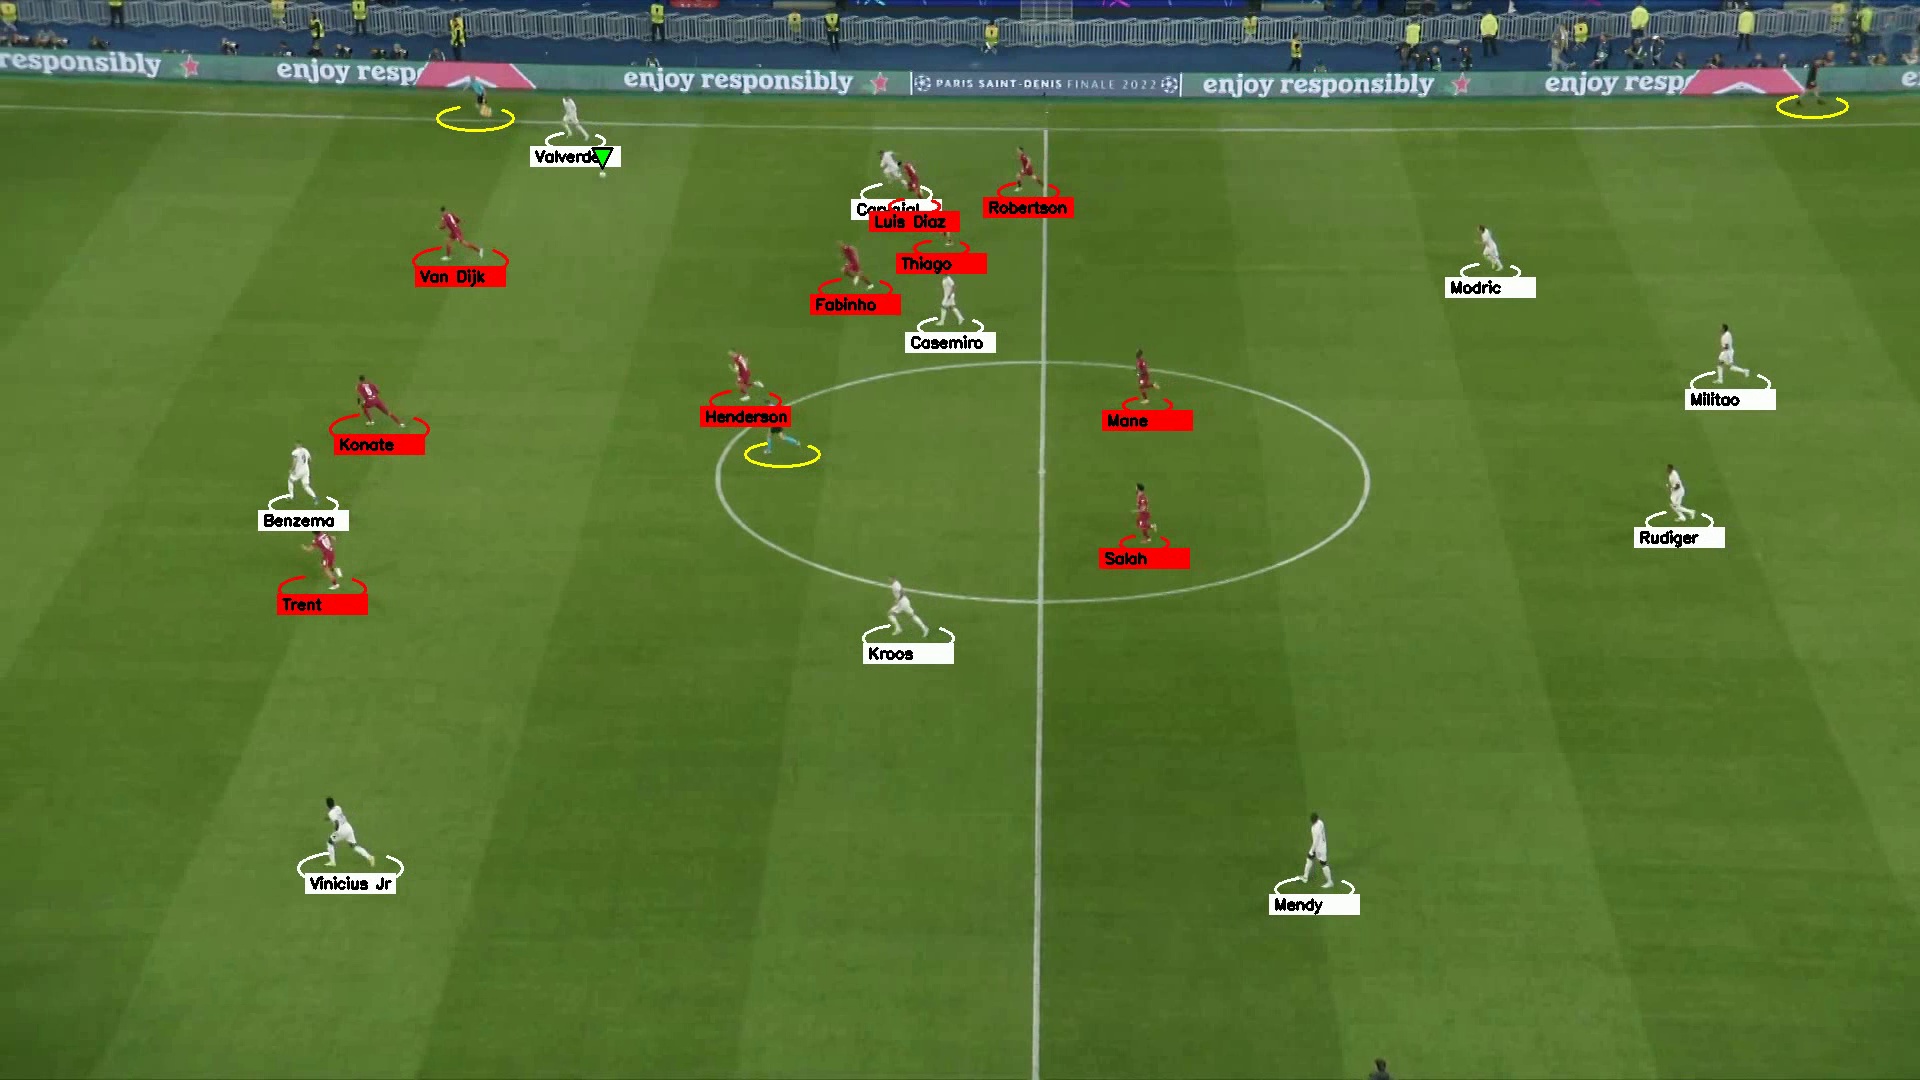 responsibly
enjoy resp
enjoy responsibly
PARIS SAINT-DENIS FINALE 2022
enjoy responsibly
enjoy resp
e
Valverde
Luis Diaz
Robertson
Van Dijk
Thiago
Modric
Fabinho
Casemiro
Militao
Henderson
Mane
Konate
Benzema
Rudiger
Salah
Trent
Kroos
Vinicius Jr
Mendy